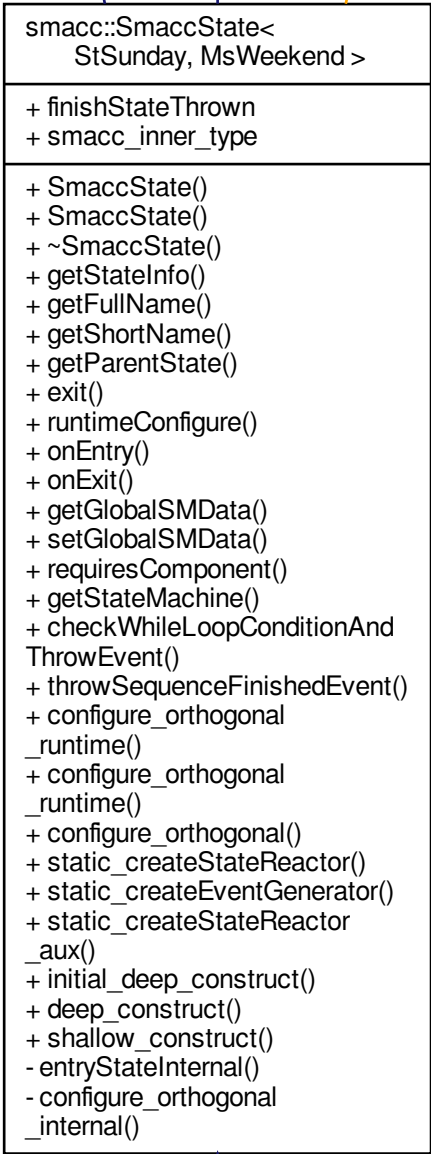 smacc::SmaccState<
StSunday, MsWeekend >
+ finishStateThrown
+ smacc_inner_type
+ SmaccState()
+ SmaccState()
+ ~SmaccState()
+ getStateInfo()
+ getFullName()
+ getShortName()
+ getParentState()
+ exit()
+ runtimeConfigure()
+ onEntry()
+ onExit()
+ getGlobalSMData()
+ setGlobalSMData()
+ requiresComponent()
+ getStateMachine()
+ checkWhileLoopConditionAnd
ThrowEvent()
+ throwSequenceFinishedEvent()
+ configure_orthogonal
_runtime()
+ configure_orthogonal
_runtime()
+ configure_orthogonal()
+ static_createStateReactor()
+ static_createEventGenerator()
+ static_createStateReactor
_aux()
+ initial_deep_construct()
+ deep_construct()
+ shallow_construct()
- entryStateInternal()
- configure_orthogonal
_internal()